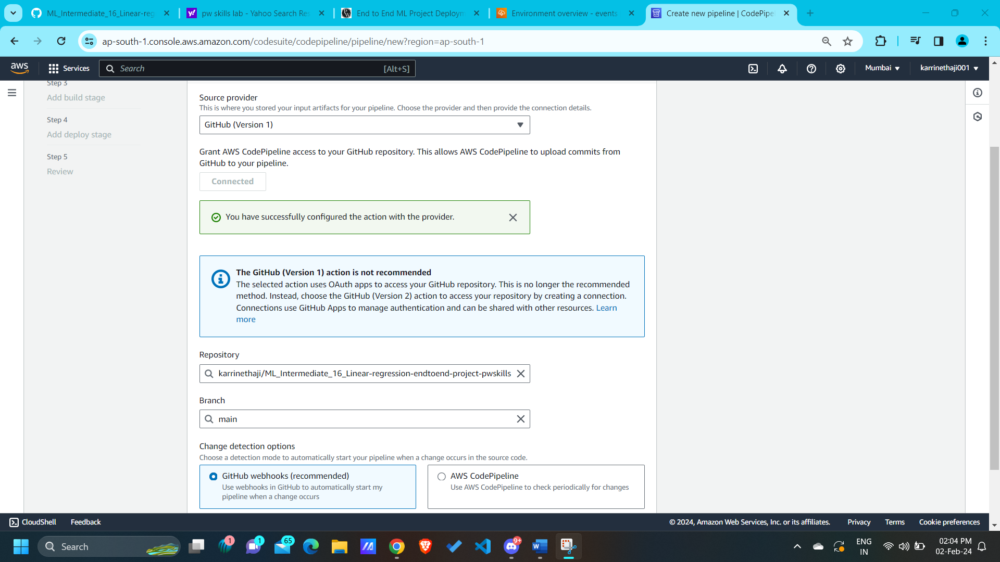 ML_Intermediate_16_Linear-reg
pw skills lab - Yahoo Search Res
End to End ML Project Deploym
Environment overview - events
Create new pipeline | CodePipel
ap-south-1.console.aws.amazon.com/codesuite/codepipeline/pipeline/new?region=ap-south-1
aws
Services
Search
[Alt+S]
Mumbai
karrinethaji001
Step 3
Add build stage
Step 4
Add deploy stage
Step 5
Review
Source provider
This is where you stored your input artifacts for your pipeline. Choose the provider and then provide the connection details.
GitHub (Version 1)
Grant AWS CodePipeline access to your GitHub repository. This allows AWS CodePipeline to upload commits from
GitHub to your pipeline.
Connected
You have successfully configured the action with the provider.
The GitHub (Version 1) action is not recommended
The selected action uses OAuth apps to access your GitHub repository. This is no longer the recommended
method. Instead, choose the GitHub (Version 2) action to access your repository by creating a connection.
Connections use GitHub Apps to manage authentication and can be shared with other resources. Learn
more
Repository
karrinethaji/ML_Intermediate_16_Linear-regression-endtoend-project-pwskills
Branch
main
Change detection options
Choose a detection mode to automatically start your pipeline when a change occurs in the source code.
GitHub webhooks (recommended)
Use webhooks in GitHub to automatically start my
pipeline when a change occurs
AWS CodePipeline
Use AWS CodePipeline to check periodically for changes
CloudShell
Feedback
© 2024, Amazon Web Services, Inc. or its affiliates.
Privacy
Terms
Cookie preferences
Search
1
1
65
9+
ENG
IN
02:04 PM
02-Feb-24